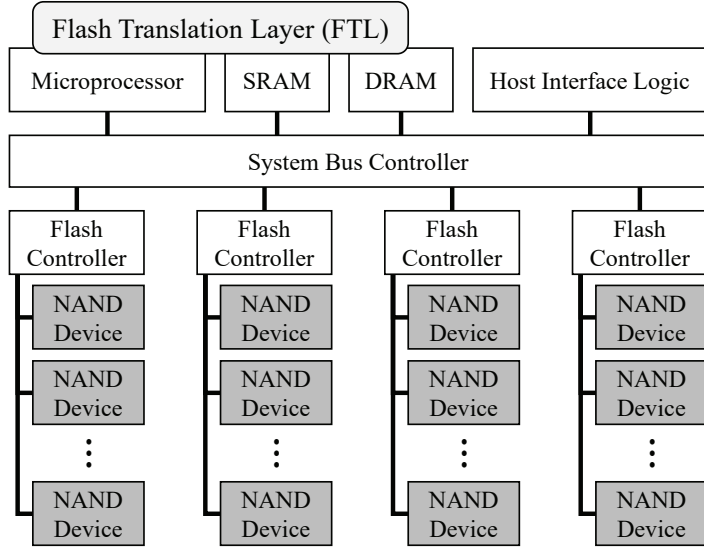 Flash Translation Layer (FTL)
Microprocessor
SRAM
DRAM
Host Interface Logic
System Bus Controller
Flash
Controller
Flash
Controller
Flash
Controller
Flash
Controller
NAND
Device
NAND
Device
NAND
Device
NAND
Device
NAND
Device
NAND
Device
NAND
Device
NAND
Device
NAND
Device
NAND
Device
NAND
Device
NAND
Device